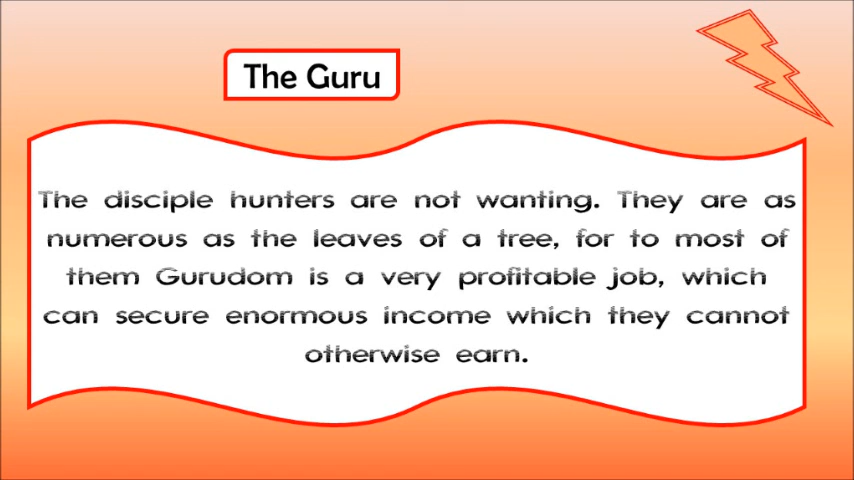 The Guru
The disciple hunters are not wanting. They are as
numerous as the leaves of a tree, for to most of
them Gurudom is a very profitable job, which
can secure enormous income which they cannot
otherwise earn.